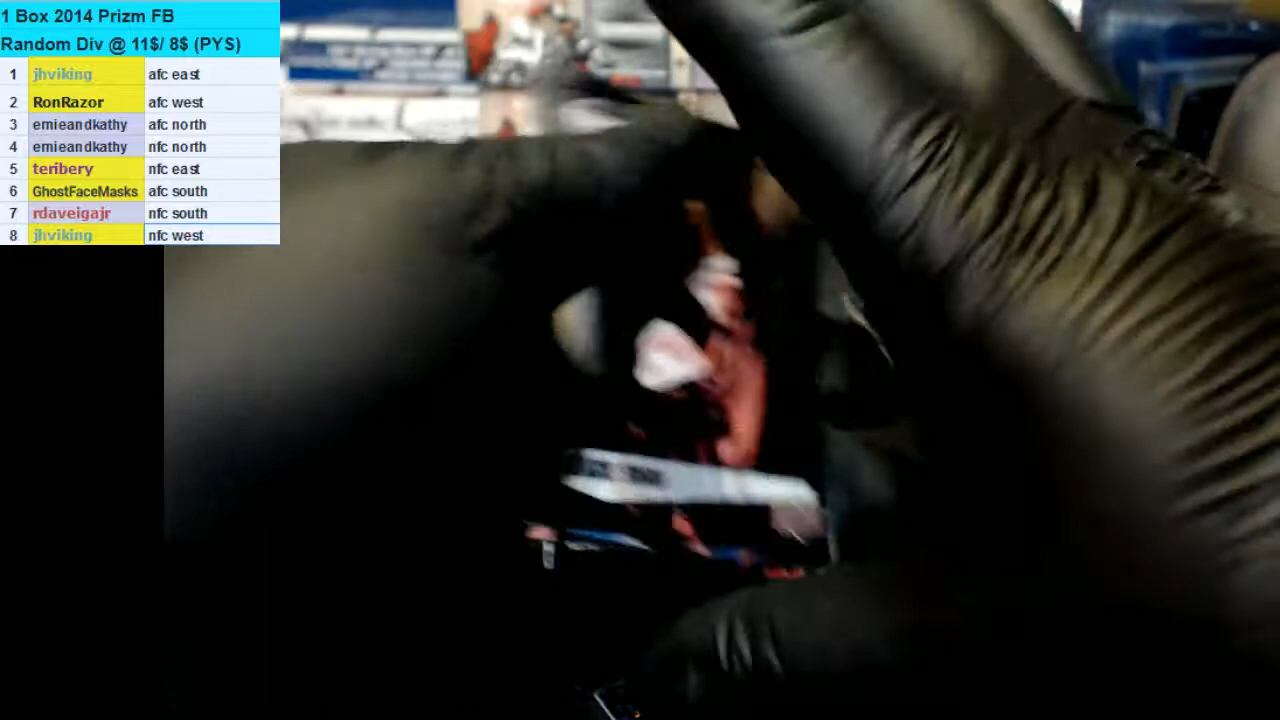 1 Box 2014 Prizm FB
Random Div @ 11$/ 8$ (PYS)
1 jhviking afc east
2 RonRazor afc west
3 emieandkathy afc north
4 emieandkathy nfc north
5 teribery nfc east
6 GhostFaceMasks afc south
7 rdaveigajr nfc south
8 jhviking nfc west